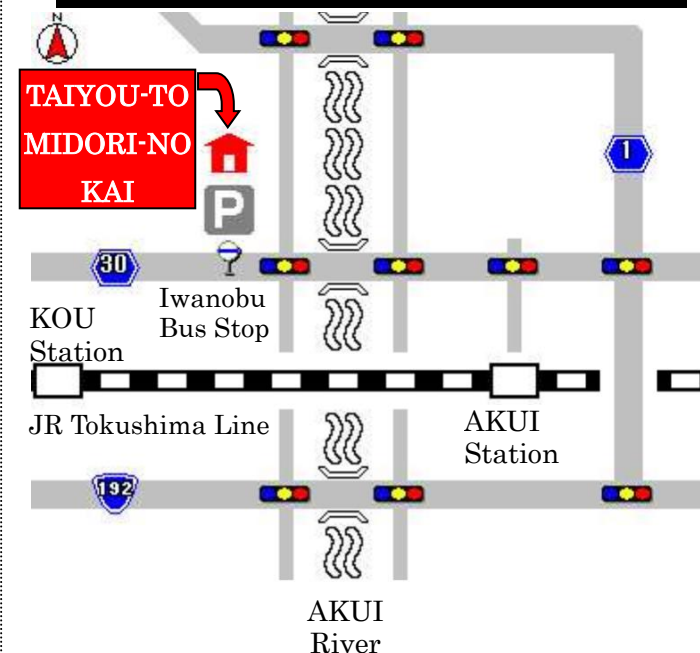 N
TAIYOU-TO
MIDORI-NO
KAI
1
P
30
Iwanobu
Bus Stop
KOU
Station
JR Tokushima Line
AKUI
Station
192
AKUI
River